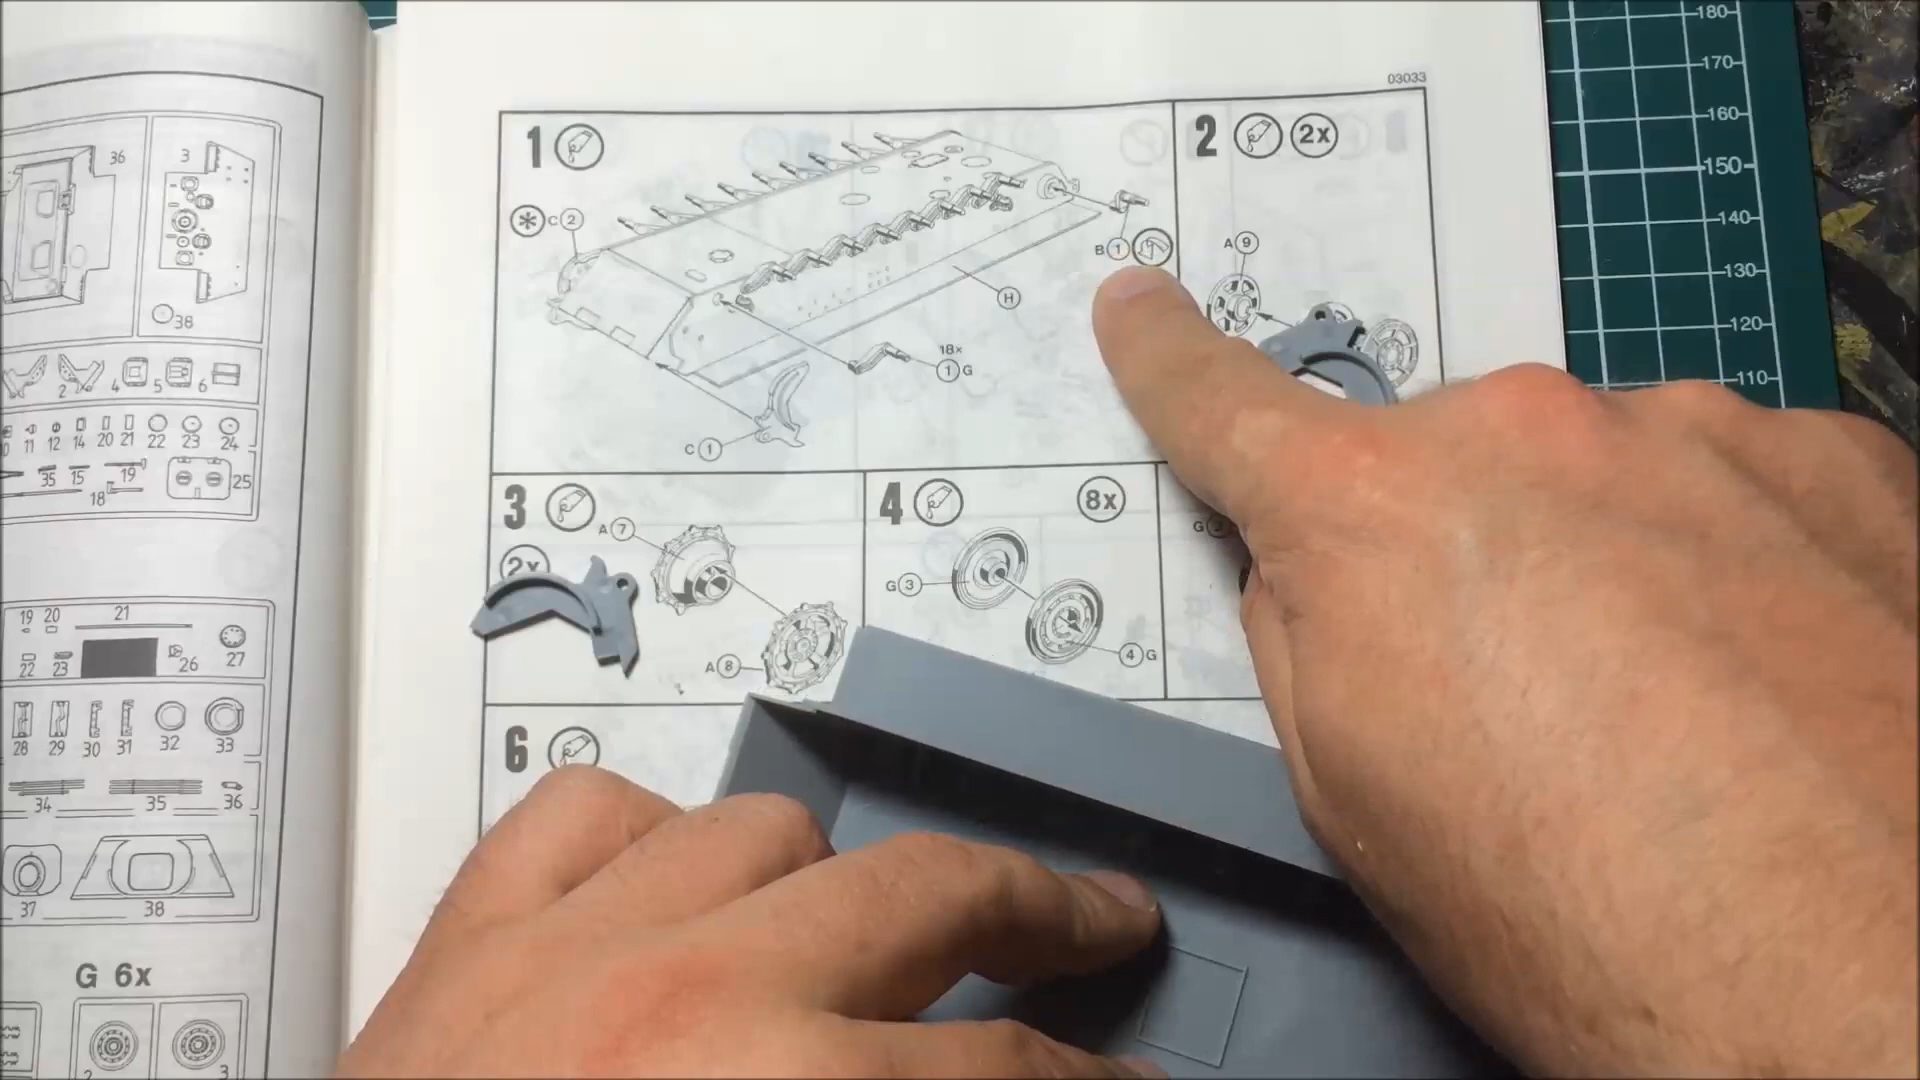 36
3
38
2 4 5 6
11 12 14 20 21 22 23 24
35 15 19
18 25
19 20 21
22 23 26 27
28 29 30 31 32 33
34 35 36
37 38
G 6x
2 3
03033
1
* C 2
B 1
H
18x
1 G
C 1
2 2x
A 9
3
2x
A 7
A 8
4 8x
G 3
4 G
G
6
180
170
160
150
140
130
120
110